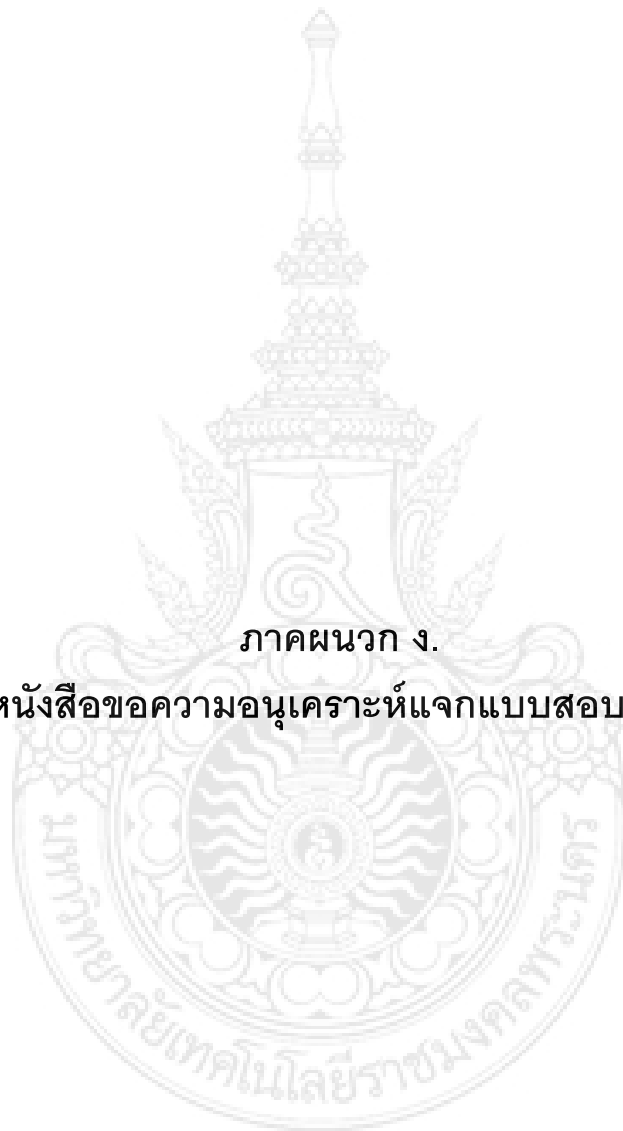 ภาคผนวก ง.
หนังสือขอความอนุเคราะห์แจกแบบสอบ
มหาวิทยาลัยเทคโนโลยีราชมงคลพระนคร